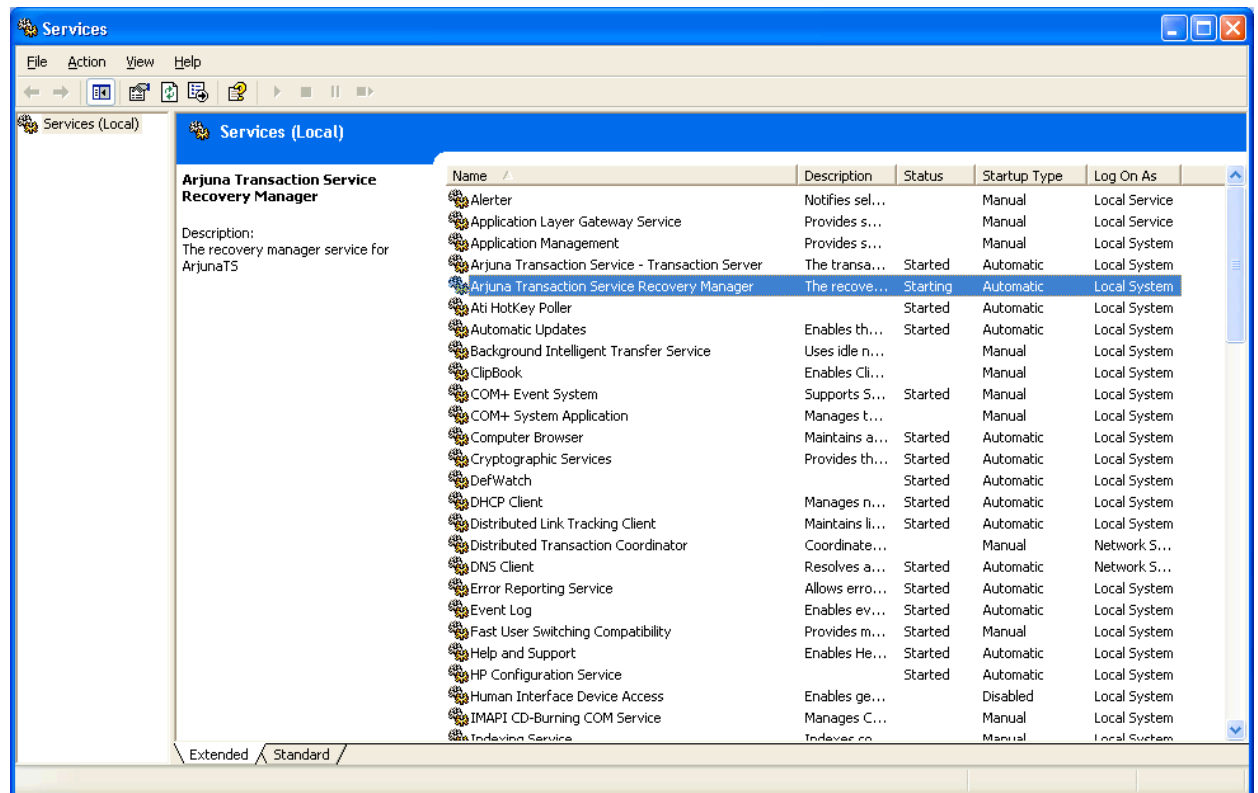 Services
File Action View Help
Services (Local)
Services (Local)
Arjuna Transaction Service
Recovery Manager
Description:
The recovery manager service for
ArjunaTS
Name Description Status Startup Type Log On As
Alerter Notifies sel... Manual Local Service
Application Layer Gateway Service Provides s... Manual Local Service
Application Management Provides s... Manual Local System
Arjuna Transaction Service - Transaction Server The transa... Started Automatic Local System
Arjuna Transaction Service Recovery Manager The recove... Starting Automatic Local System
Ati HotKey Poller Started Automatic Local System
Automatic Updates Enables th... Started Automatic Local System
Background Intelligent Transfer Service Uses idle n... Manual Local System
ClipBook Enables Cli... Manual Local System
COM+ Event System Supports S... Started Manual Local System
COM+ System Application Manages t... Manual Local System
Computer Browser Maintains a... Started Automatic Local System
Cryptographic Services Provides th... Started Automatic Local System
DefWatch Started Automatic Local System
DHCP Client Manages n... Started Automatic Local System
Distributed Link Tracking Client Maintains li... Started Automatic Local System
Distributed Transaction Coordinator Coordinate... Manual Network S...
DNS Client Resolves a... Started Automatic Network S...
Error Reporting Service Allows erro... Started Automatic Local System
Event Log Enables ev... Started Automatic Local System
Fast User Switching Compatibility Provides m... Started Manual Local System
Help and Support Enables He... Started Automatic Local System
HP Configuration Service Started Automatic Local System
Human Interface Device Access Enables ge... Disabled Local System
IMAPI CD-Burning COM Service Manages C... Manual Local System
Indexing Service Indexes co... Manual Local System
Extended Standard